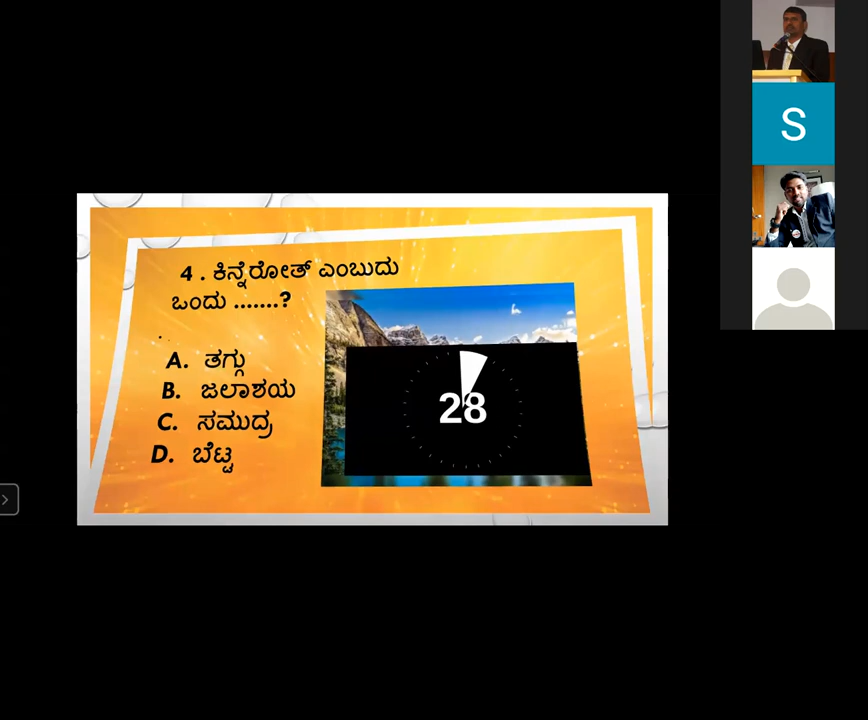 4 . ಕಿನ್ನೆರೋತ್ ಎಂಬುದು
ಒಂದು .......?
A. ತಗ್ಗು
B. ಜಲಾಶಯ
C. ಸಮುದ್ರ
D. ಬೆಟ್ಟ
28
S